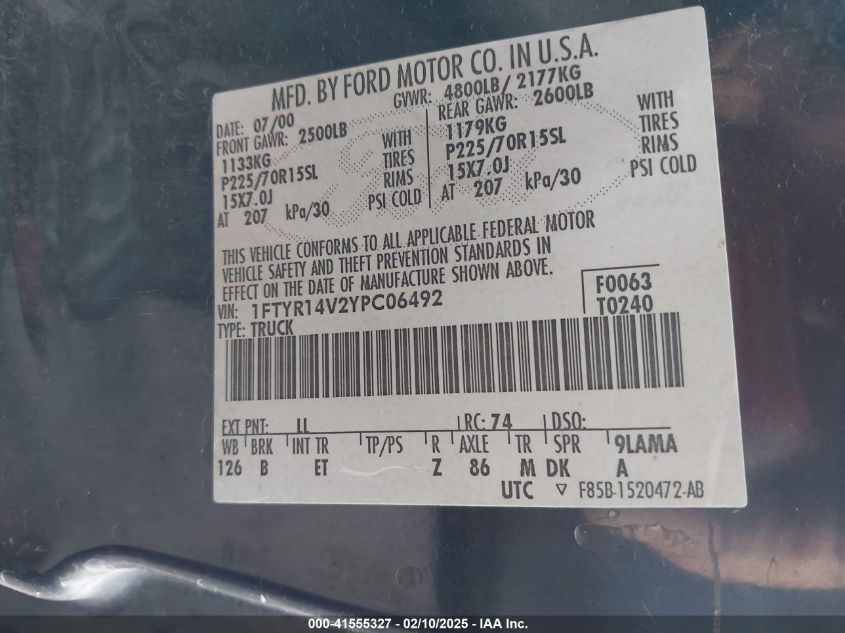 MFD. BY FORD MOTOR CO. IN U.S.A.
DATE: 07/00 GVWR: 4800LB/ 2177KG
FRONT GAWR: 2500LB REAR GAWR: 2600LB
1133KG WITH 1179KG WITH
P225/70R15SL TIRES P225/70R15SL TIRES
15X7.0J RIMS 15X7.0J RIMS
AT 207 kPa/30 PSI COLD AT 207 kPa/30 PSI COLD
THIS VEHICLE CONFORMS TO ALL APPLICABLE FEDERAL MOTOR
VEHICLE SAFETY AND THEFT PREVENTION STANDARDS IN
EFFECT ON THE DATE OF MANUFACTURE SHOWN ABOVE.
VIN: 1FTYR14V2YPC06492 F0063
TYPE: TRUCK T0240
EXT PNT: LL RC: 74 DSO:
WB BRK INT TR TP/PS R AXLE TR SPR 9LAMA
126 B ET Z 86 M DK A
UTC ▽ F85B-1520472-AB
000-41555327 - 02/10/2025 - IAA Inc.